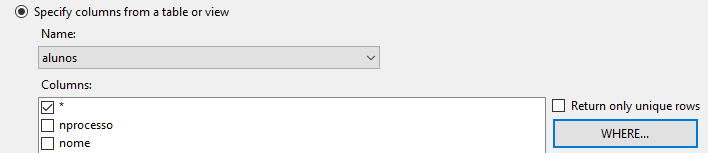 Specify columns from a table or view
Name:
alunos
Columns:
*
Return only unique rows
nprocesso
WHERE...
nome